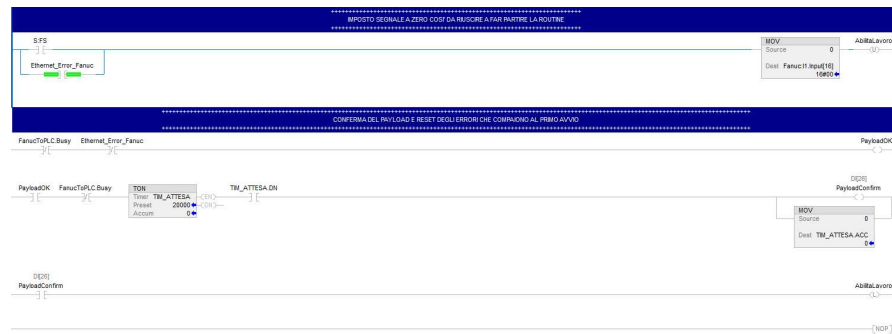 ++++++++++++++++++++++++++++++++++++++++++++++++++++++++
IMPOSTO SEGNALE A ZERO COSI' DA RIUSCIRE A FAR PARTIRE LA ROUTINE
++++++++++++++++++++++++++++++++++++++++++++++++++++++++
S:FS
Ethernet_Error_Fanuc
MOV
Source 0
Dest Fanuc:I1.Input[16]
16#00
AbilitaLavoro
(U)
++++++++++++++++++++++++++++++++++++++++++++++++++++++++++++++++++++++++++++++++++++++++++++++++
CONFERMA DEL PAYLOAD E RESET DEGLI ERRORI CHE COMPAIONO AL PRIMO AVVIO
++++++++++++++++++++++++++++++++++++++++++++++++++++++++++++++++++++++++++++++++++++++++++++++++
FanucToPLC.Busy Ethernet_Error_Fanuc PayloadOK
PayloadOK FanucToPLC.Busy
TON
Timer TIM_ATTESA
Preset 20000
Accum 0
(EN)
(DN)
TIM_ATTESA.DN
DI[26]
PayloadConfirm
MOV
Source 0
Dest TIM_ATTESA.ACC
0
DI[26]
PayloadConfirm AbilitaLavoro
(L)
(NOP)